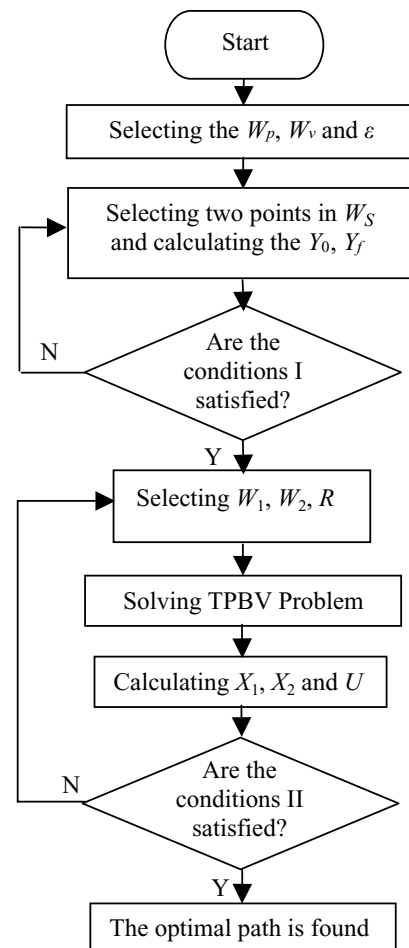 Start
Selecting the Wₚ, Wᵥ and ε
Selecting two points in W_S
and calculating the Y₀, Y_f
N
Are the
conditions I
satisfied?
Y
Selecting W₁, W₂, R
Solving TPBV Problem
Calculating X₁, X₂ and U
N
Are the
conditions II
satisfied?
Y
The optimal path is found